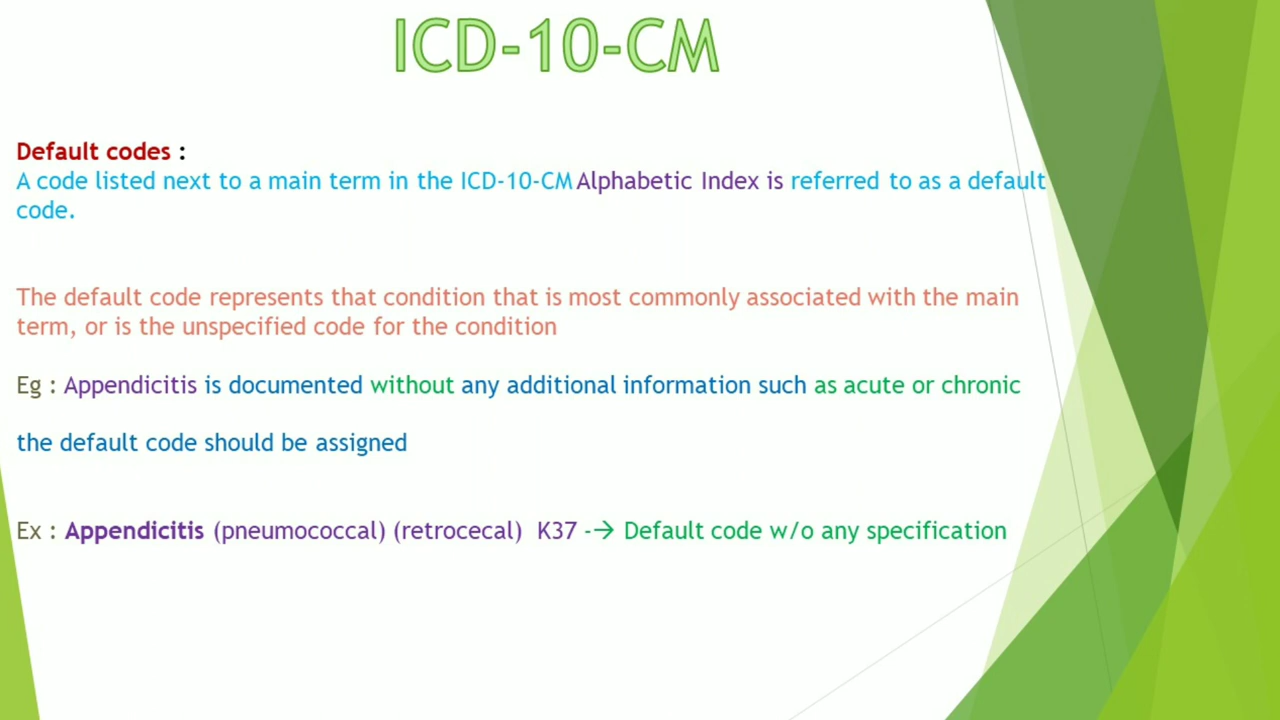 ICD-10-CM
Default codes :
A code listed next to a main term in the ICD-10-CM Alphabetic Index is referred to as a default
code.
The default code represents that condition that is most commonly associated with the main
term, or is the unspecified code for the condition
Eg : Appendicitis is documented without any additional information such as acute or chronic
the default code should be assigned
Ex : Appendicitis (pneumococcal) (retrocecal) K37 -→ Default code w/o any specification